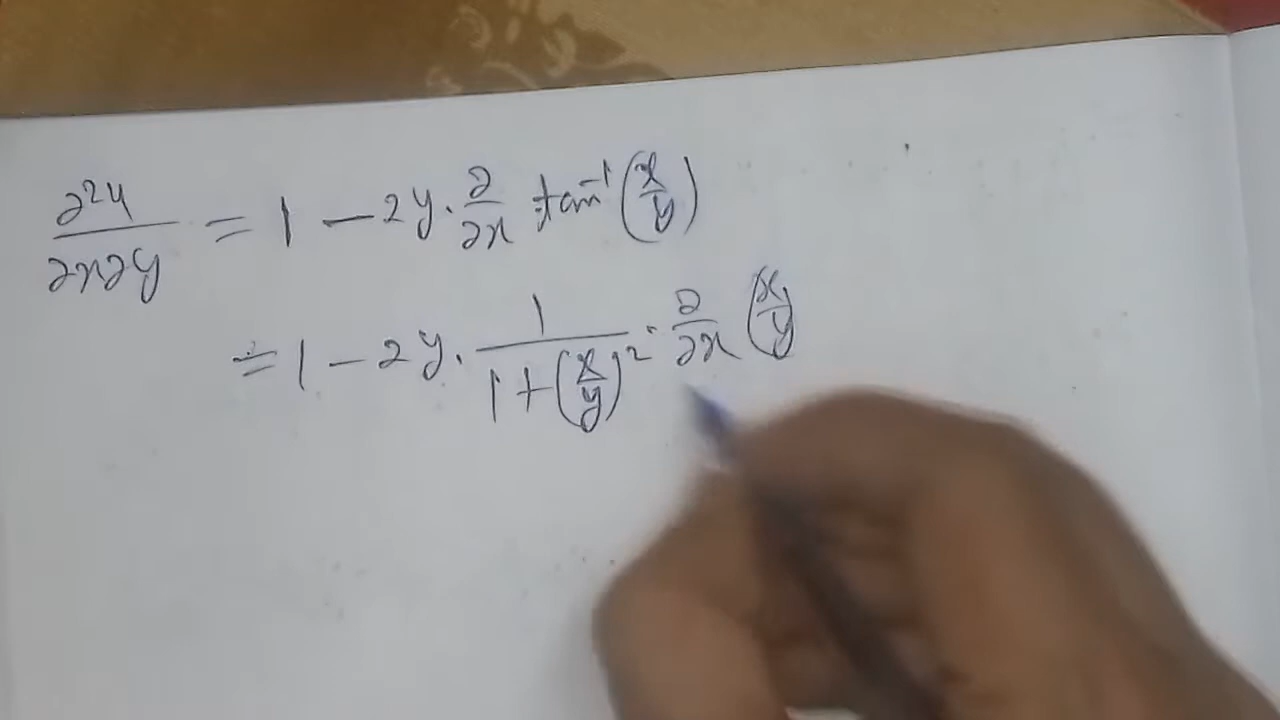 ∂²u/∂x∂y = 1 − 2y · ∂/∂x tan⁻¹(x/y)
= 1 − 2y · 1/(1+(x/y)²) · ∂/∂x (x/y)